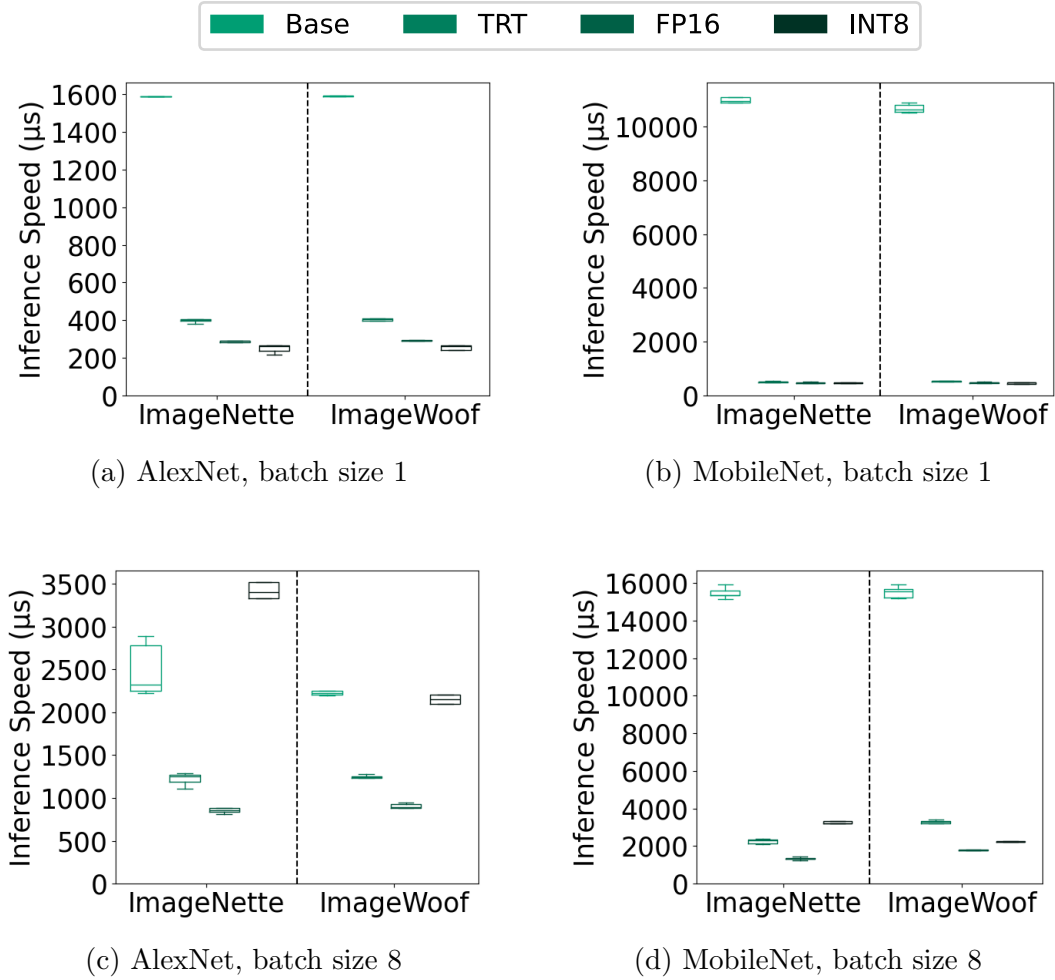 Base TRT FP16 INT8
Inference Speed (µs)
1600
1400
1200
1000
800
600
400
200
0
ImageNette ImageWoof
(a) AlexNet, batch size 1
Inference Speed (µs)
10000
8000
6000
4000
2000
0
ImageNette ImageWoof
(b) MobileNet, batch size 1
Inference Speed (µs)
3500
3000
2500
2000
1500
1000
500
0
ImageNette ImageWoof
(c) AlexNet, batch size 8
Inference Speed (µs)
16000
14000
12000
10000
8000
6000
4000
2000
0
ImageNette ImageWoof
(d) MobileNet, batch size 8